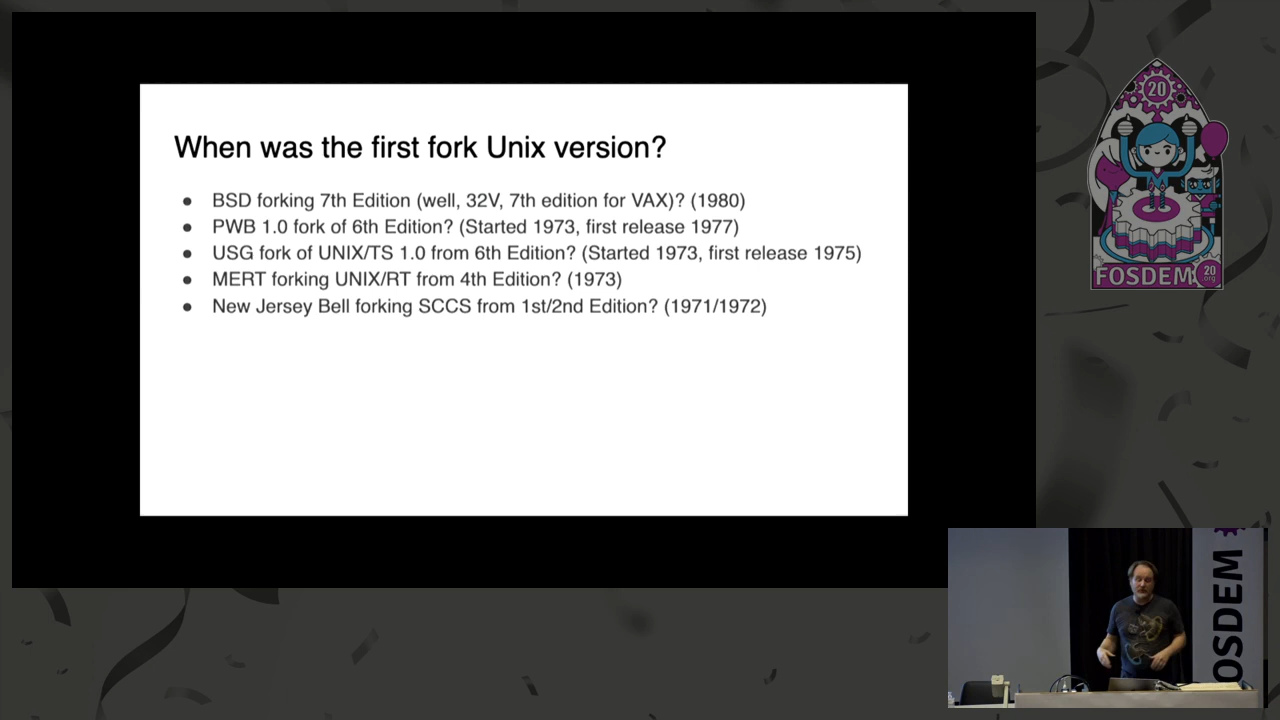 When was the first fork Unix version?
● BSD forking 7th Edition (well, 32V, 7th edition for VAX)? (1980)
● PWB 1.0 fork of 6th Edition? (Started 1973, first release 1977)
● USG fork of UNIX/TS 1.0 from 6th Edition? (Started 1973, first release 1975)
● MERT forking UNIX/RT from 4th Edition? (1973)
● New Jersey Bell forking SCCS from 1st/2nd Edition? (1971/1972)
20
FOSDEM
20
.org
OSDEM